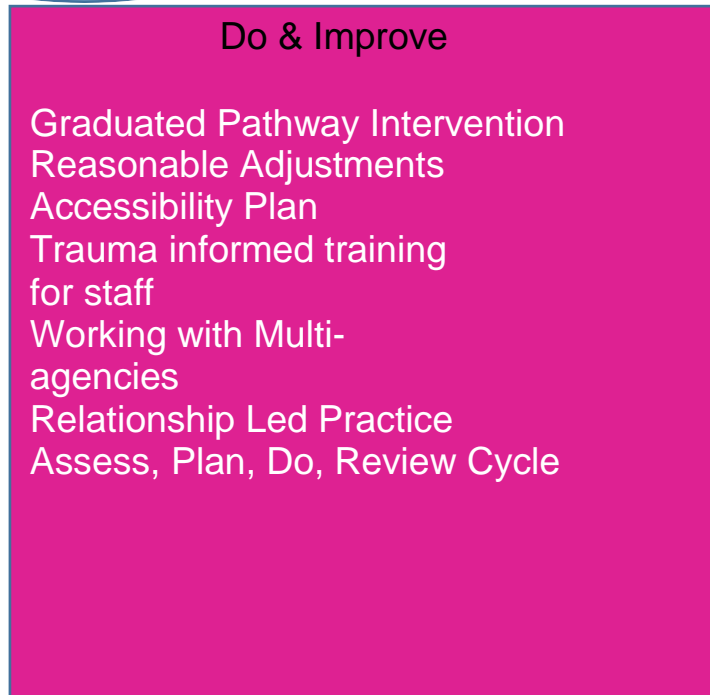 Do & Improve
Graduated Pathway Intervention
Reasonable Adjustments
Accessibility Plan
Trauma informed training
for staff
Working with Multi-
agencies
Relationship Led Practice
Assess, Plan, Do, Review Cycle